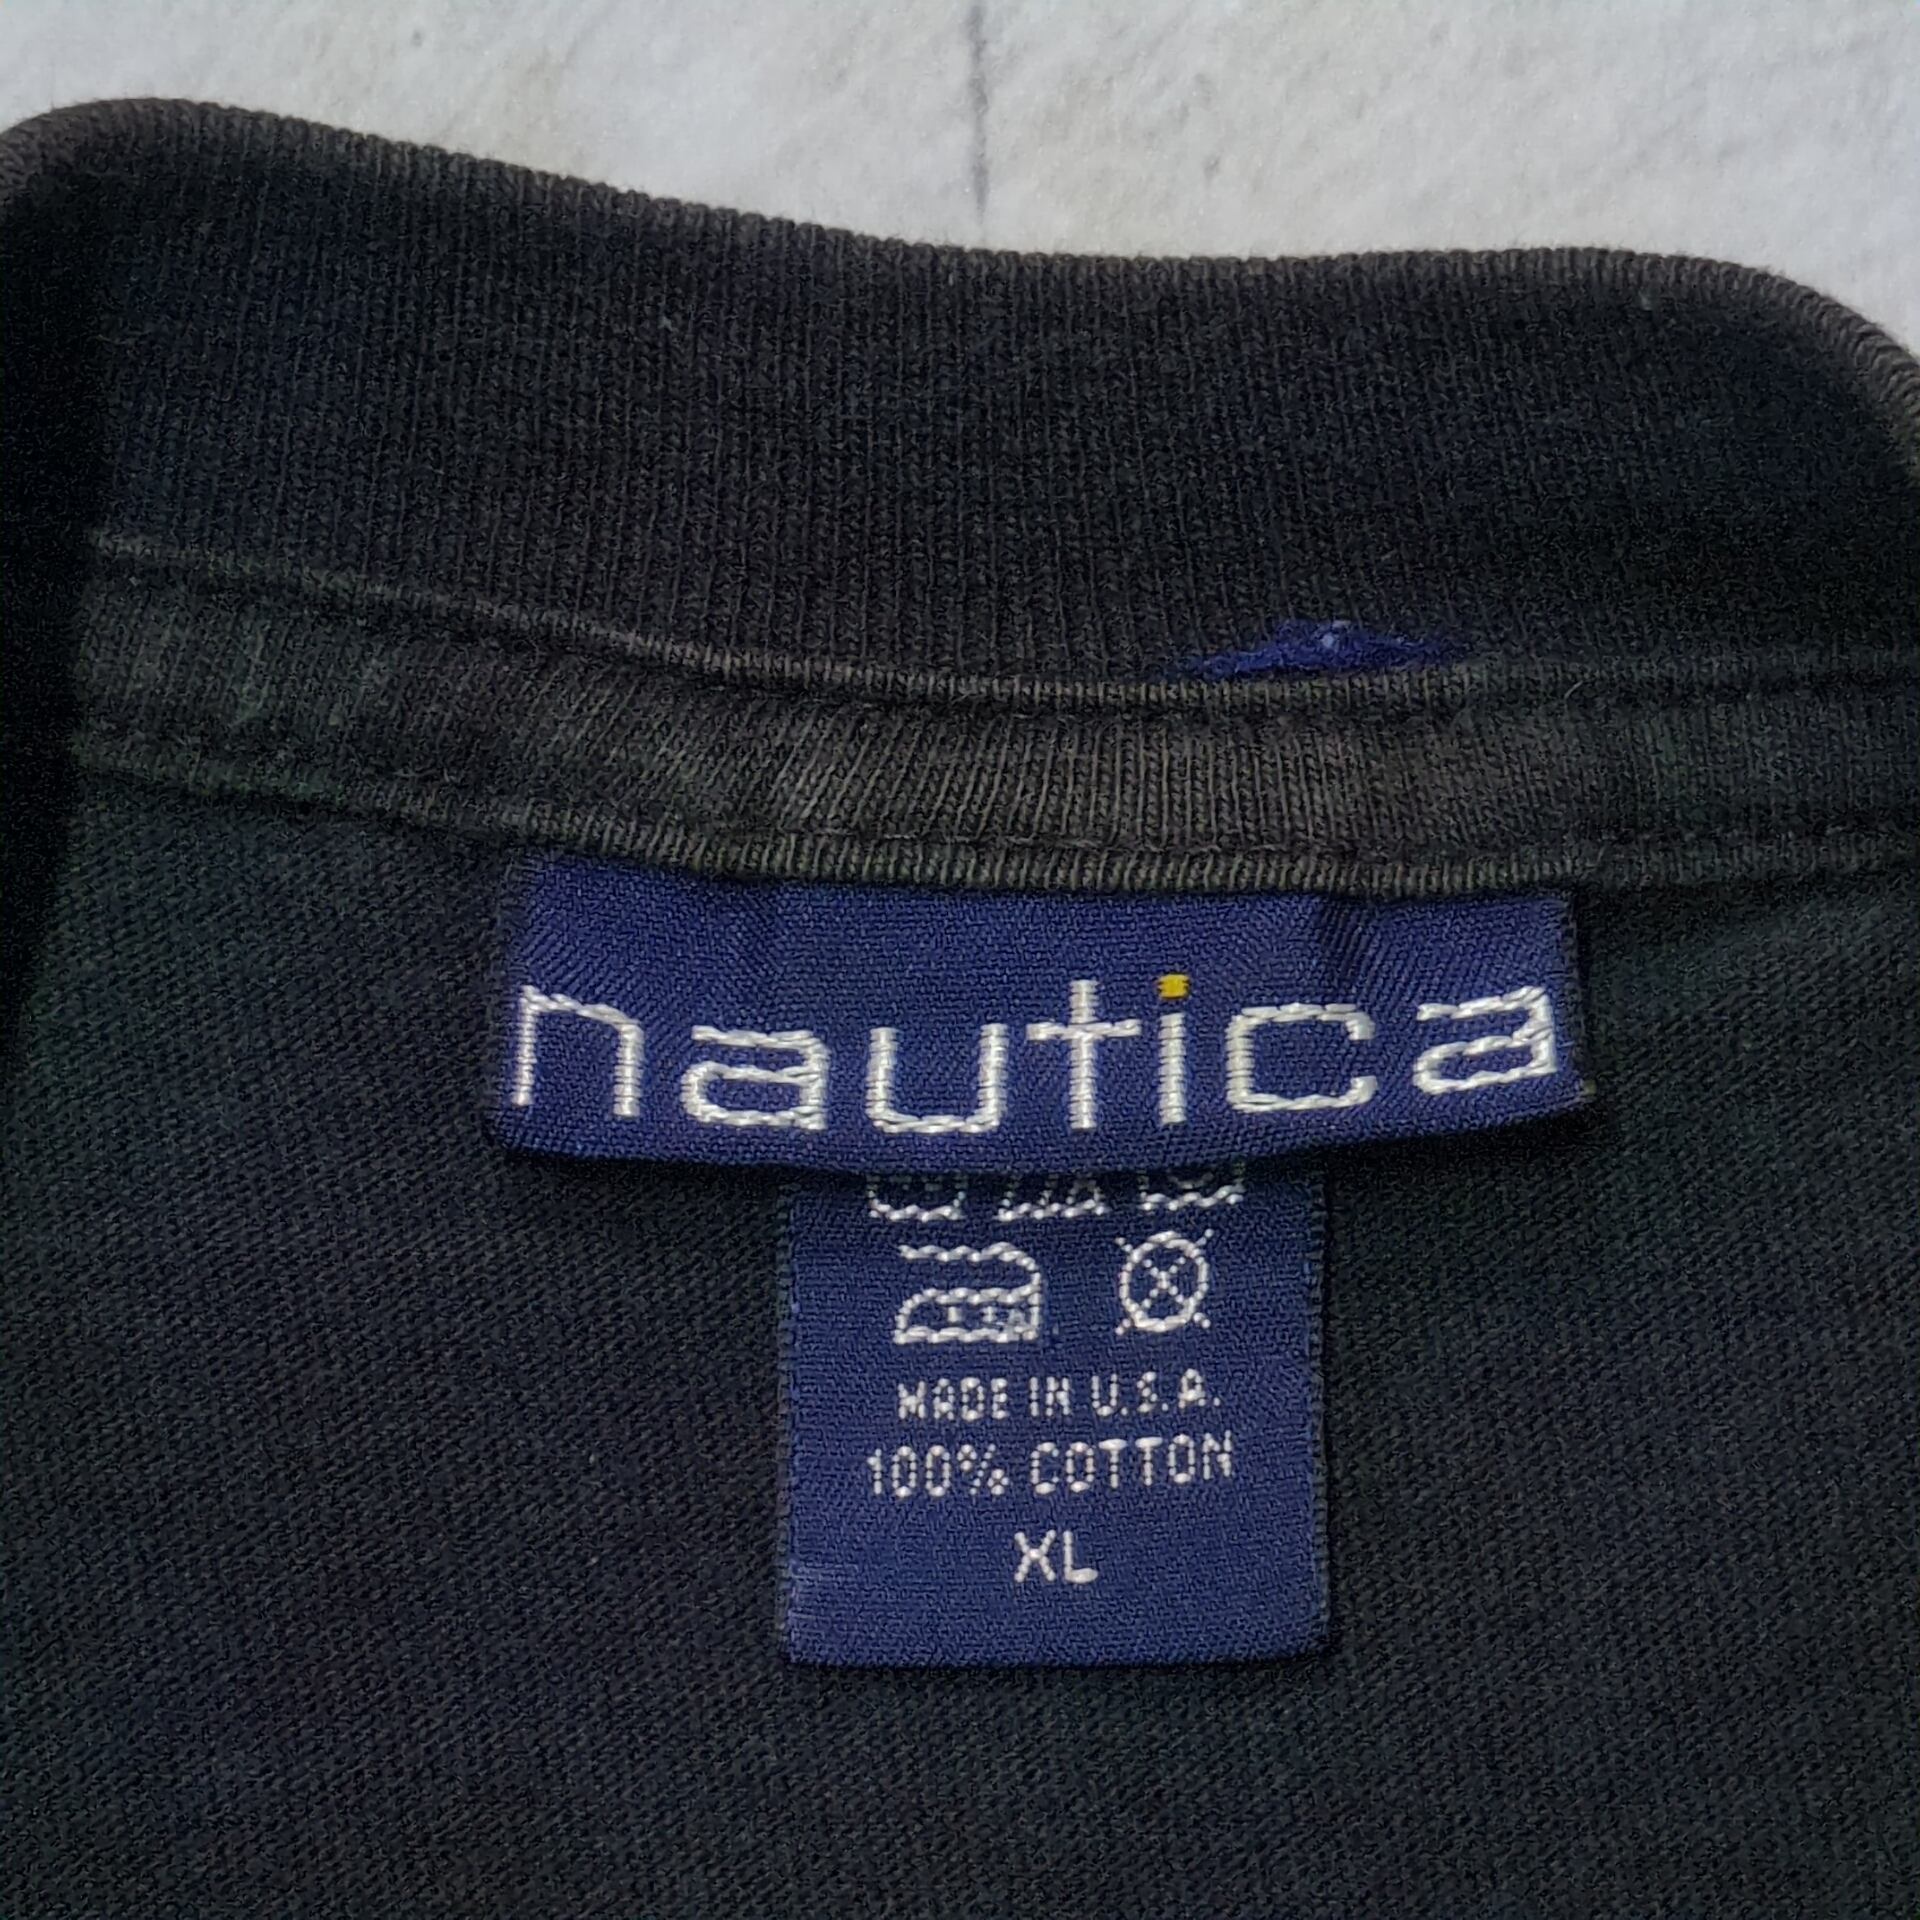 nautica
MADE IN U.S.A.
100% COTTON
XL